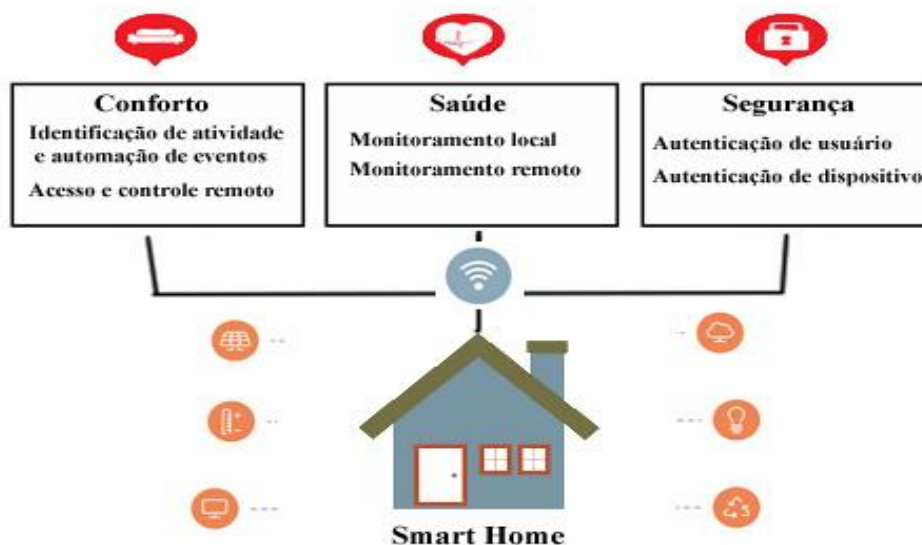 Conforto
Identificação de atividade
e automação de eventos
Acesso e controle remoto
Saúde
Monitoramento local
Monitoramento remoto
Segurança
Autenticação de usuário
Autenticação de dispositivo
Smart Home